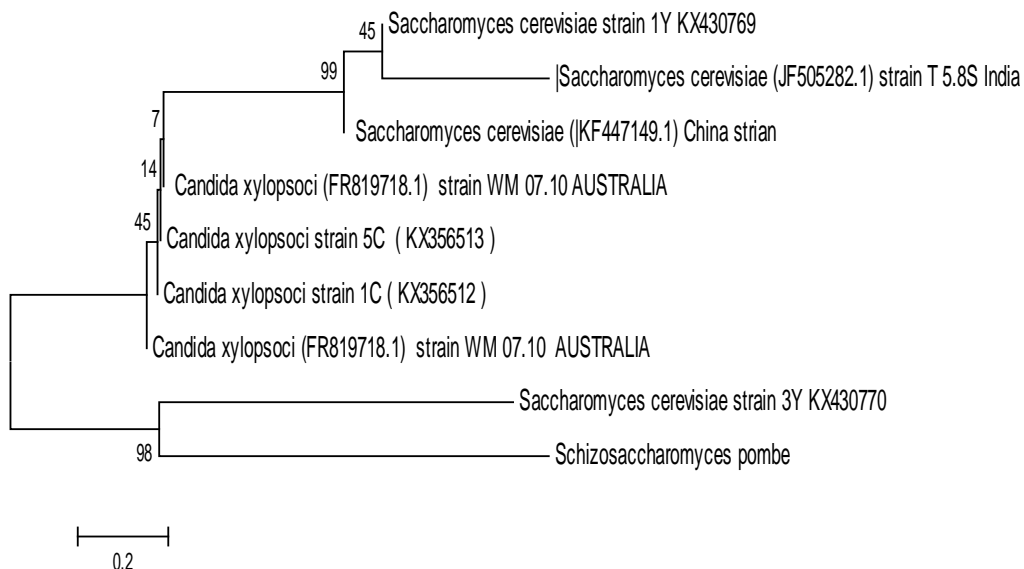 45
Saccharomyces cerevisiae strain 1Y KX430769
99
|Saccharomyces cerevisiae (JF505282.1) strain T 5.8S India
7
Saccharomyces cerevisiae (|KF447149.1) China strian
14
Candida xylopsoci (FR819718.1) strain WM 07.10 AUSTRALIA
45
Candida xylopsoci strain 5C ( KX356513 )
Candida xylopsoci strain 1C ( KX356512 )
Candida xylopsoci (FR819718.1) strain WM 07.10 AUSTRALIA
Saccharomyces cerevisiae strain 3Y KX430770
98
Schizosaccharomyces pombe
0.2